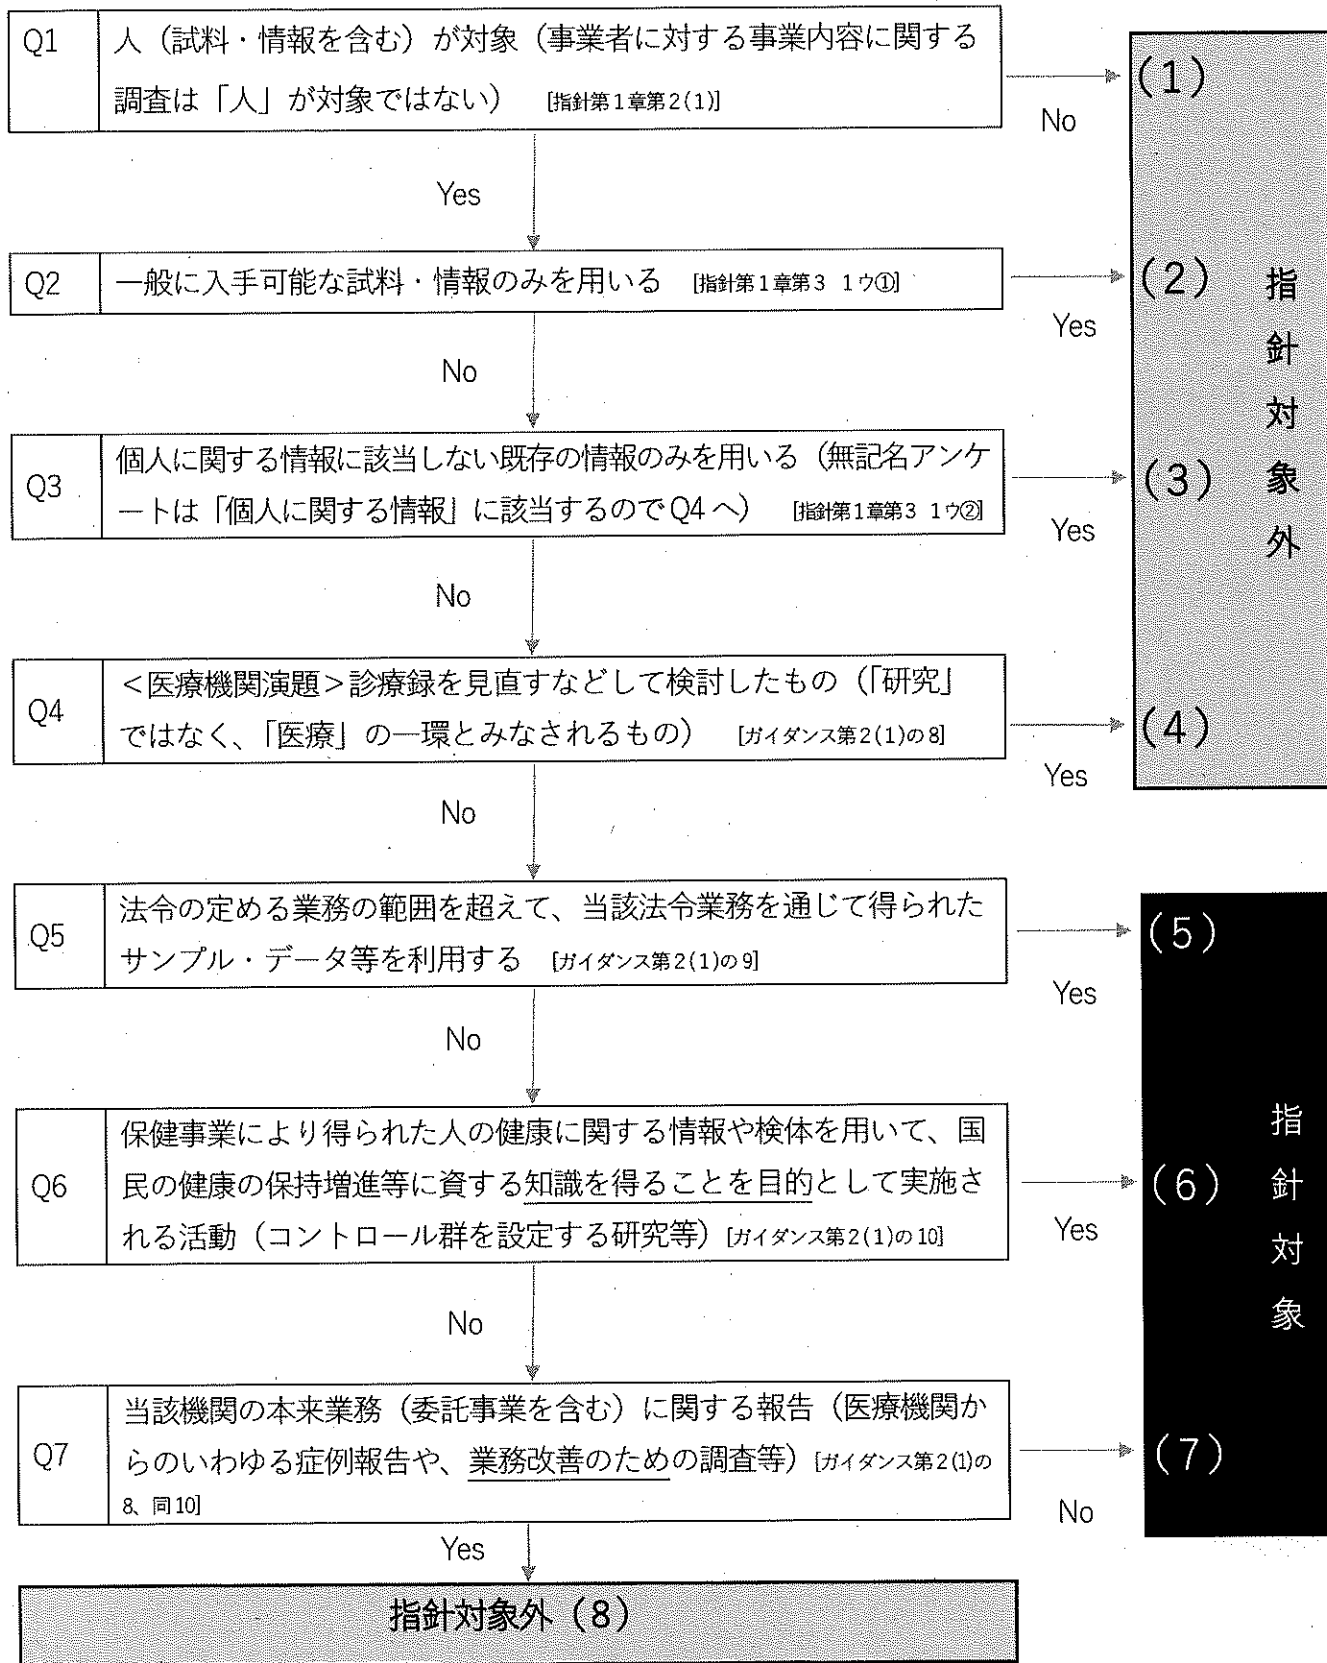 Q1
人（試料・情報を含む）が対象（事業者に対する事業内容に関する
調査は「人」が対象ではない） [指針第1章第2(1)]
(1)
No
Yes
Q2
一般に入手可能な試料・情報のみを用いる [指針第1章第3 1ウ①]
(2)
Yes
No
Q3
個人に関する情報に該当しない既存の情報のみを用いる（無記名アンケ
ートは「個人に関する情報」に該当するのでQ4へ） [指針第1章第3 1ウ②]
(3)
Yes
No
Q4
＜医療機関演題＞診療録を見直すなどして検討したもの（「研究」
ではなく、「医療」の一環とみなされるもの） [ガイダンス第2(1)の8]
(4)
Yes
No
指針対象外
Q5
法令の定める業務の範囲を超えて、当該法令業務を通じて得られた
サンプル・データ等を利用する [ガイダンス第2(1)の9]
(5)
Yes
No
Q6
保健事業により得られた人の健康に関する情報や検体を用いて、国
民の健康の保持増進等に資する知識を得ることを目的として実施さ
れる活動（コントロール群を設定する研究等）[ガイダンス第2(1)の10]
(6)
Yes
No
Q7
当該機関の本来業務（委託事業を含む）に関する報告（医療機関か
らのいわゆる症例報告や、業務改善のための調査等）[ガイダンス第2(1)の
8、同10]
(7)
No
Yes
指針対象
指針対象外（8）